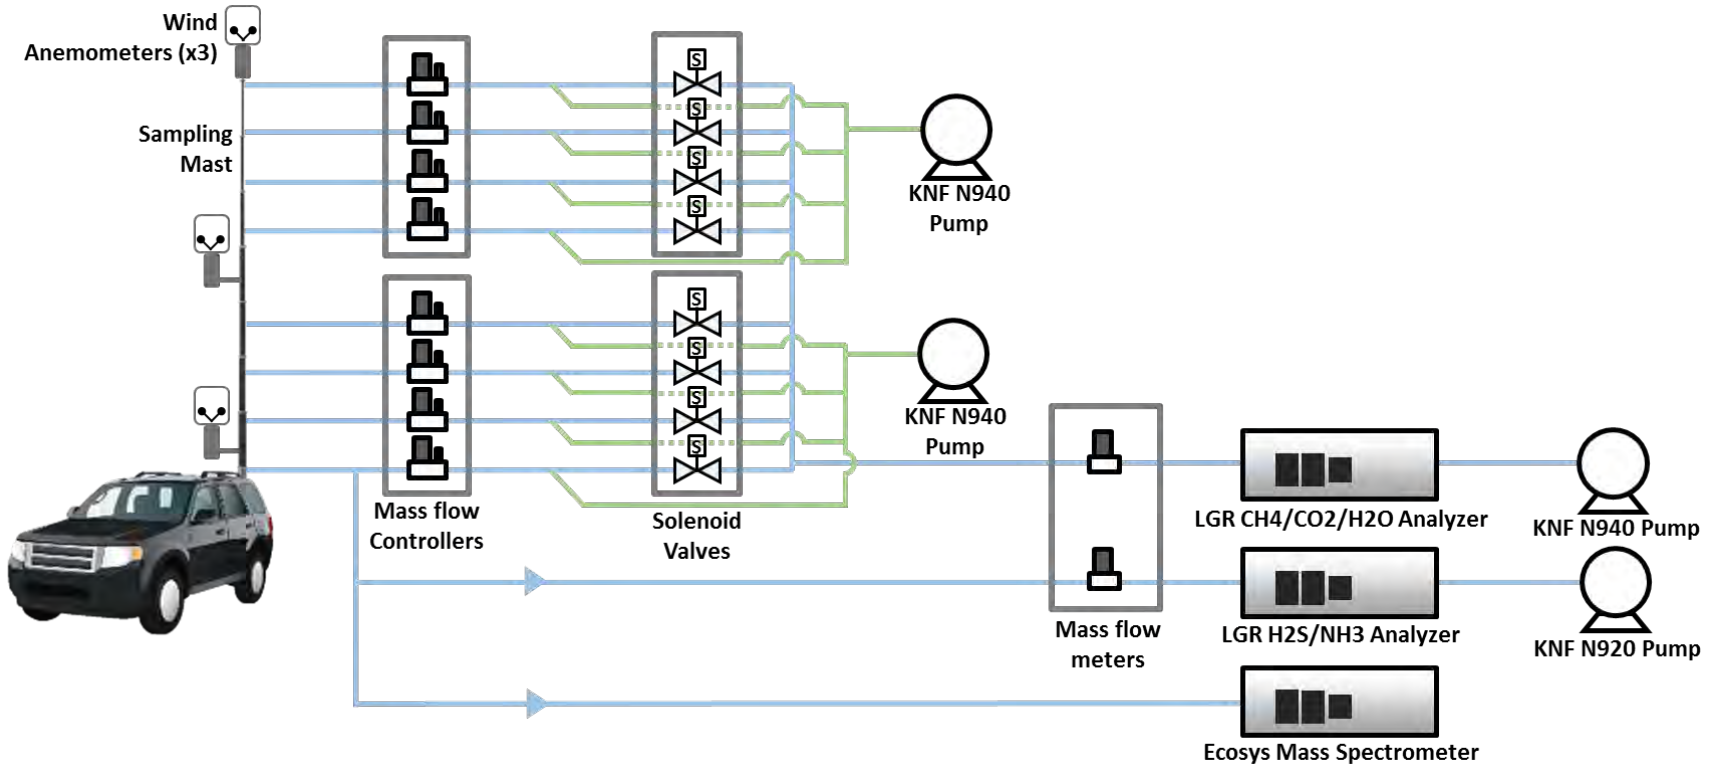 Wind
Anemometers (x3)
Sampling
Mast
S
S
S
S
KNF N940
Pump
S
S
S
S
KNF N940
Pump
Mass flow
Controllers
Solenoid
Valves
LGR CH4/CO2/H2O Analyzer
KNF N940 Pump
Mass flow
meters
LGR H2S/NH3 Analyzer
KNF N920 Pump
Ecosys Mass Spectrometer